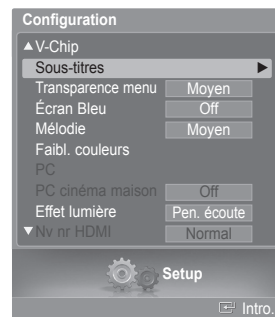 Configuration
▲V-Chip
Sous-titres ►
Transparence menu Moyen
Écran Bleu Off
Mélodie Moyen
Faibl. couleurs
PC
PC cinéma maison Off
Effet lumière Pen. écoute
▼Nv nr HDMI Normal
Setup
Intro.